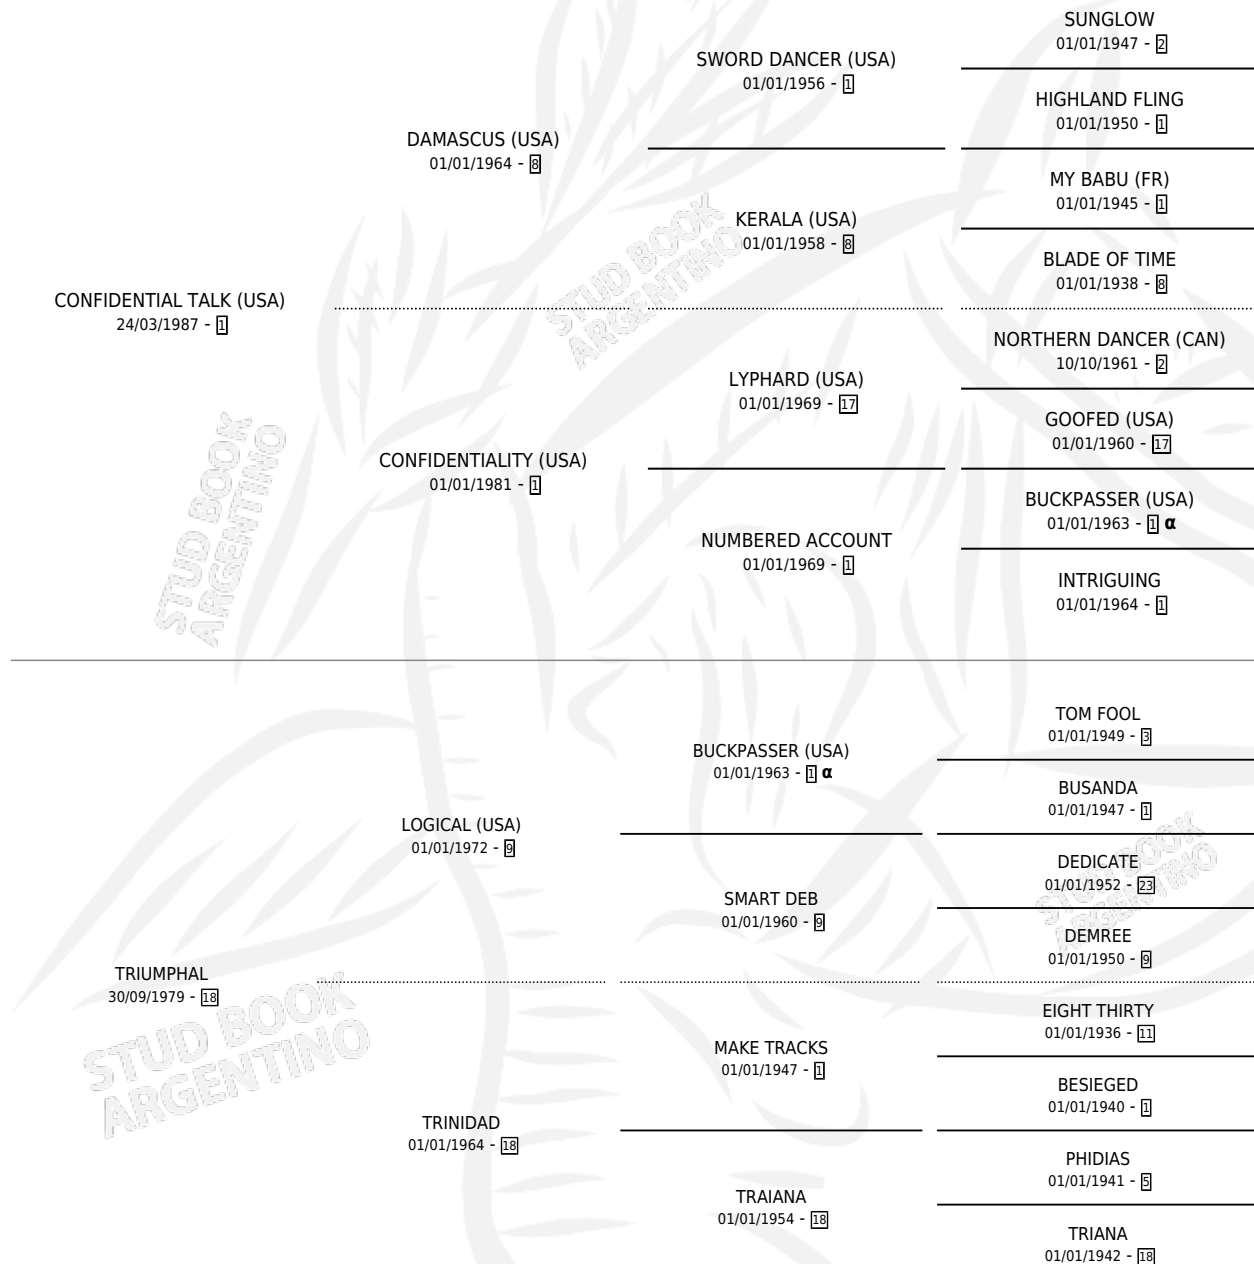 SUNGLOW
01/01/1947 - 2
SWORD DANCER (USA)
01/01/1956 - 1
HIGHLAND FLING
01/01/1950 - 1
DAMASCUS (USA)
01/01/1964 - 8
MY BABU (FR)
01/01/1945 - 1
KERALA (USA)
01/01/1958 - 8
BLADE OF TIME
01/01/1938 - 8
CONFIDENTIAL TALK (USA)
24/03/1987 - 1
NORTHERN DANCER (CAN)
10/10/1961 - 2
LYPHARD (USA)
01/01/1969 - 17
GOOFED (USA)
01/01/1960 - 17
CONFIDENTIALITY (USA)
01/01/1981 - 1
BUCKPASSER (USA)
01/01/1963 - 1 α
NUMBERED ACCOUNT
01/01/1969 - 1
INTRIGUING
01/01/1964 - 1
TOM FOOL
01/01/1949 - 3
BUCKPASSER (USA)
01/01/1963 - 1 α
BUSANDA
01/01/1947 - 1
LOGICAL (USA)
01/01/1972 - 9
DEDICATE
01/01/1952 - 23
SMART DEB
01/01/1960 - 9
DEMREE
01/01/1950 - 9
TRIUMPHAL
30/09/1979 - 18
EIGHT THIRTY
01/01/1936 - 11
MAKE TRACKS
01/01/1947 - 1
BESIEGED
01/01/1940 - 1
TRINIDAD
01/01/1964 - 18
PHIDIAS
01/01/1941 - 5
TRAIANA
01/01/1954 - 18
TRIANA
01/01/1942 - 18
STUD BOOK
ARGENTINO
STUD BOOK
ARGENTINO
STUD BOOK
ARGENTINO
STUD BOOK
ARGENTINO